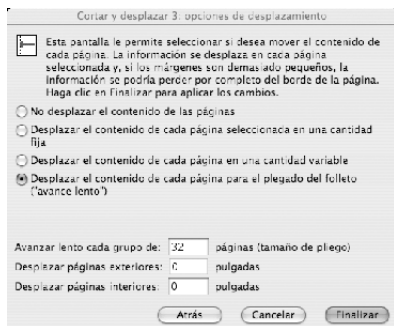 Cortar y desplazar 3: opciones de desplazamiento
Esta pantalla le permite seleccionar si desea mover el contenido de
cada página. La información se desplaza en cada página
seleccionada y, si los márgenes son demasiado pequeños, la
información se podría perder por completo del borde de la página.
Haga clic en Finalizar para aplicar los cambios.
No desplazar el contenido de las páginas
Desplazar el contenido de cada página seleccionada en una cantidad
fija
Desplazar el contenido de cada página en una cantidad variable
Desplazar el contenido de cada página para el plegado del folleto
("avance lento")
Avanzar lento cada grupo de: 32 páginas (tamaño de pliego)
Desplazar páginas exteriores: 0 pulgadas
Desplazar páginas interiores: 0 pulgadas
Atrás Cancelar Finalizar